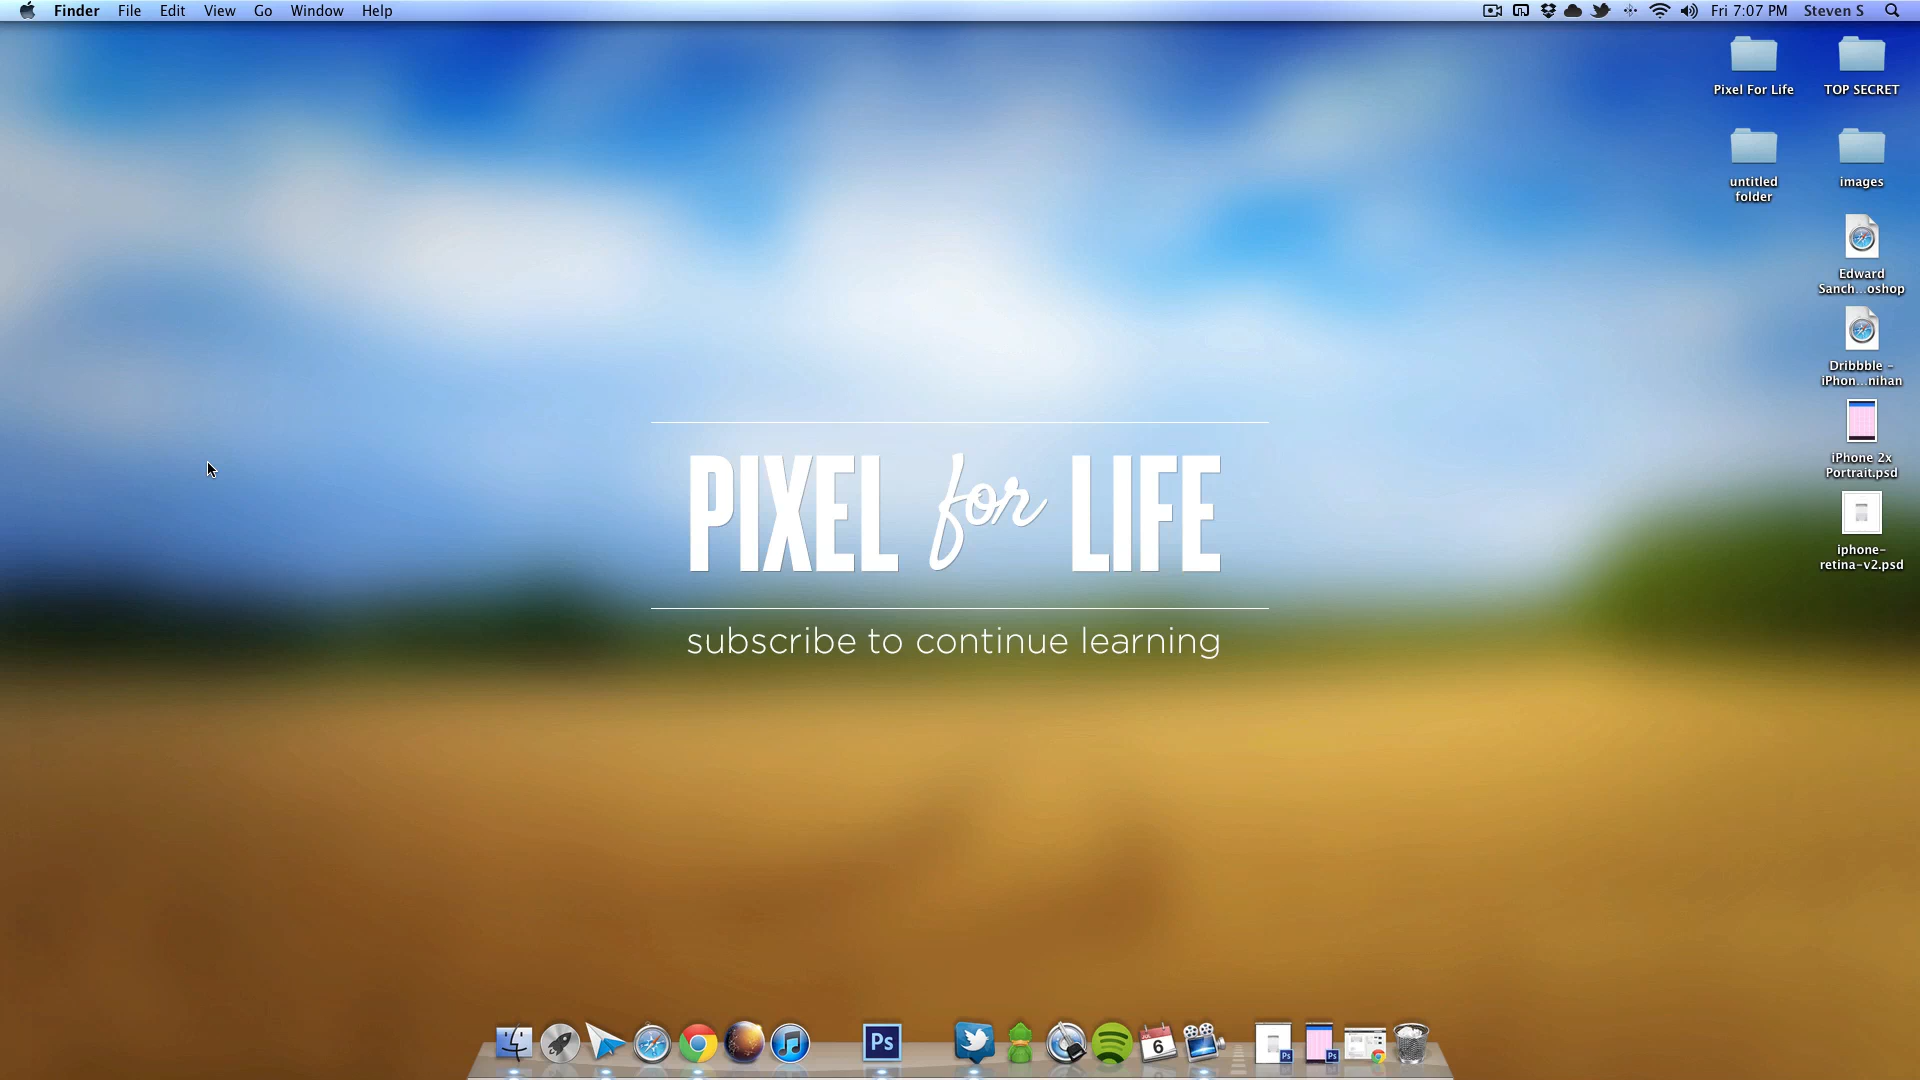 Finder File Edit View Go Window Help
Fri 7:07 PM Steven S
Pixel For Life
TOP SECRET
untitled
folder
images
Edward
Sanch...oshop
Dribbble -
iPhon...nihan
iPhone 2x
Portrait.psd
iphone-
retina-v2.psd
PIXEL for LIFE
subscribe to continue learning
Ps
6
Ps
Ps